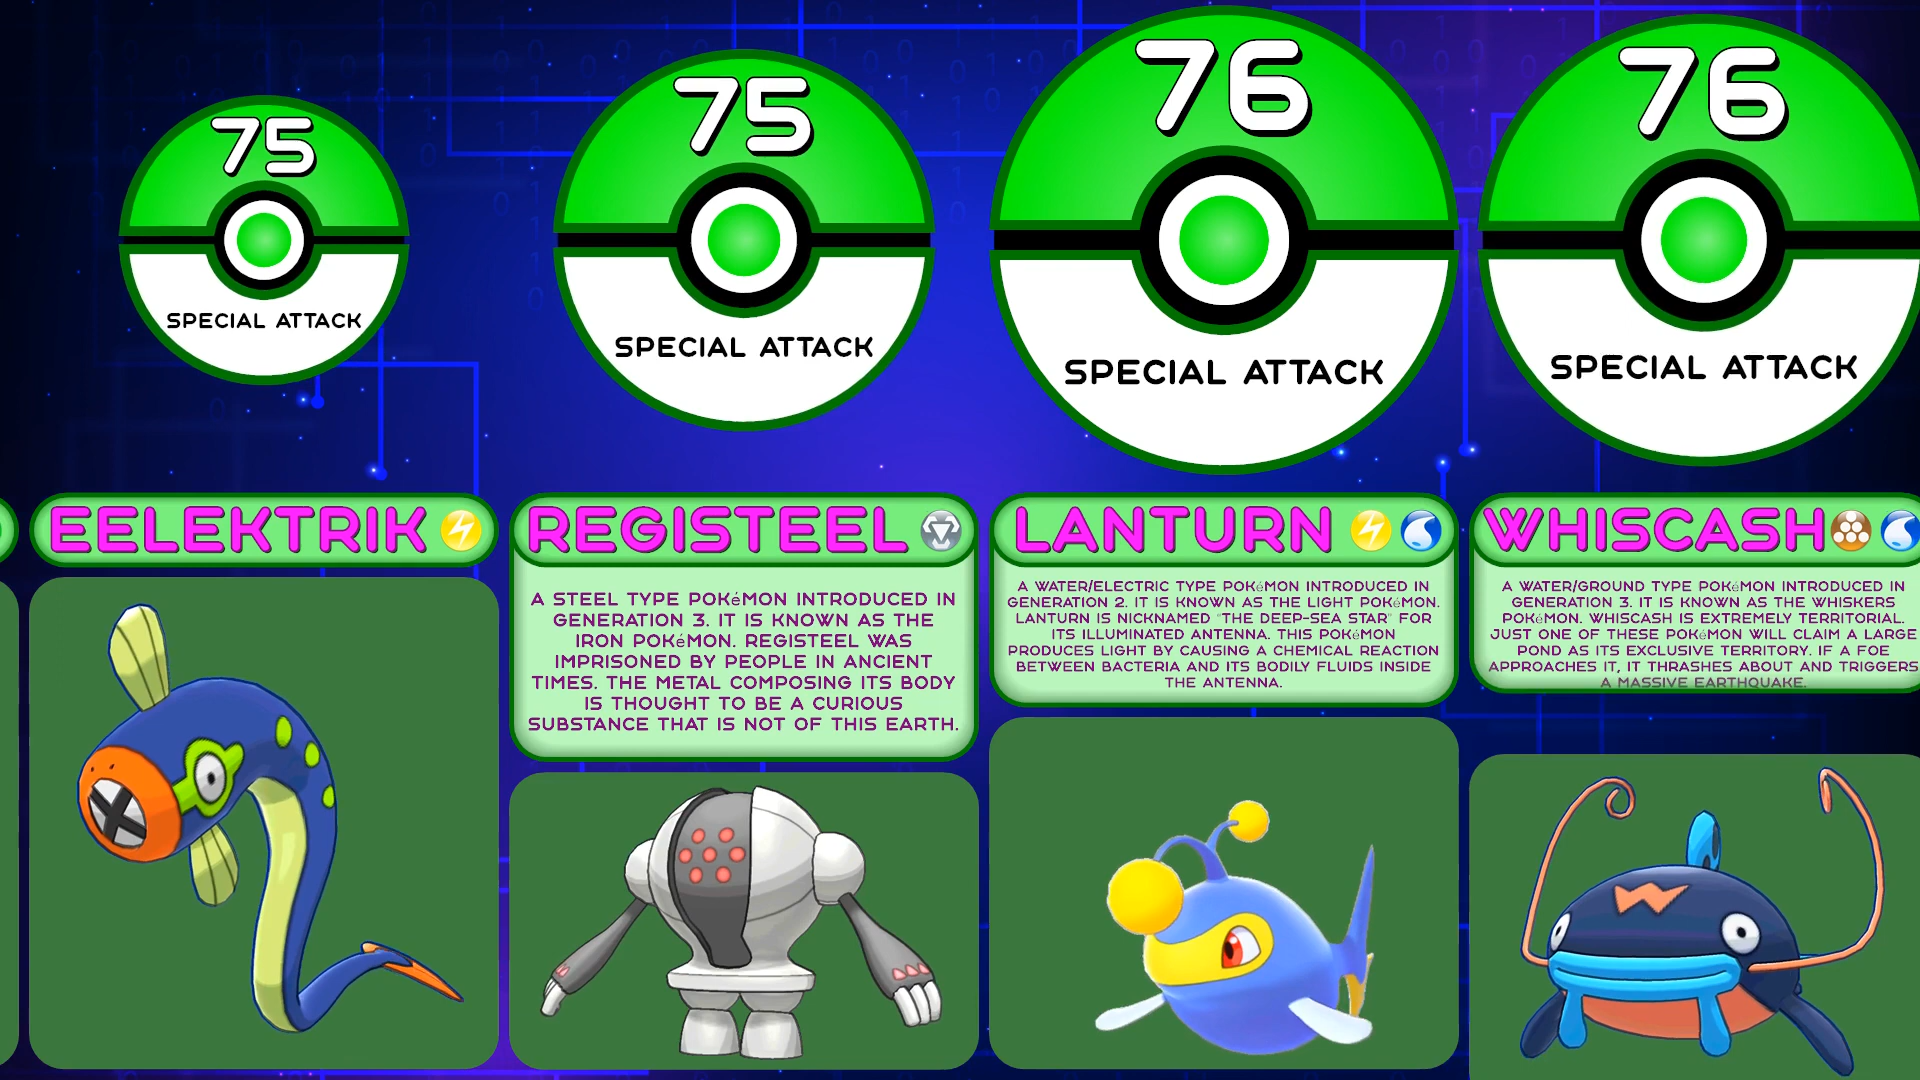 75
SPECIAL ATTACK
EELEKTRIK
75
SPECIAL ATTACK
REGISTEEL
A STEEL TYPE POKéMON INTRODUCED IN
GENERATION 3. IT IS KNOWN AS THE
IRON POKéMON. REGISTEEL WAS
IMPRISONED BY PEOPLE IN ANCIENT
TIMES. THE METAL COMPOSING ITS BODY
IS THOUGHT TO BE A CURIOUS
SUBSTANCE THAT IS NOT OF THIS EARTH.
76
SPECIAL ATTACK
LANTURN
A WATER/ELECTRIC TYPE POKéMON INTRODUCED IN
GENERATION 2. IT IS KNOWN AS THE LIGHT POKéMON.
LANTURN IS NICKNAMED "THE DEEP-SEA STAR" FOR
ITS ILLUMINATED ANTENNA. THIS POKéMON
PRODUCES LIGHT BY CAUSING A CHEMICAL REACTION
BETWEEN BACTERIA AND ITS BODILY FLUIDS INSIDE
THE ANTENNA.
76
SPECIAL ATTACK
WHISCASH
A WATER/GROUND TYPE POKéMON INTRODUCED IN
GENERATION 3. IT IS KNOWN AS THE WHISKERS
POKéMON. WHISCASH IS EXTREMELY TERRITORIAL.
JUST ONE OF THESE POKéMON WILL CLAIM A LARGE
POND AS ITS EXCLUSIVE TERRITORY. IF A FOE
APPROACHES IT, IT THRASHES ABOUT AND TRIGGERS
A MASSIVE EARTHQUAKE.